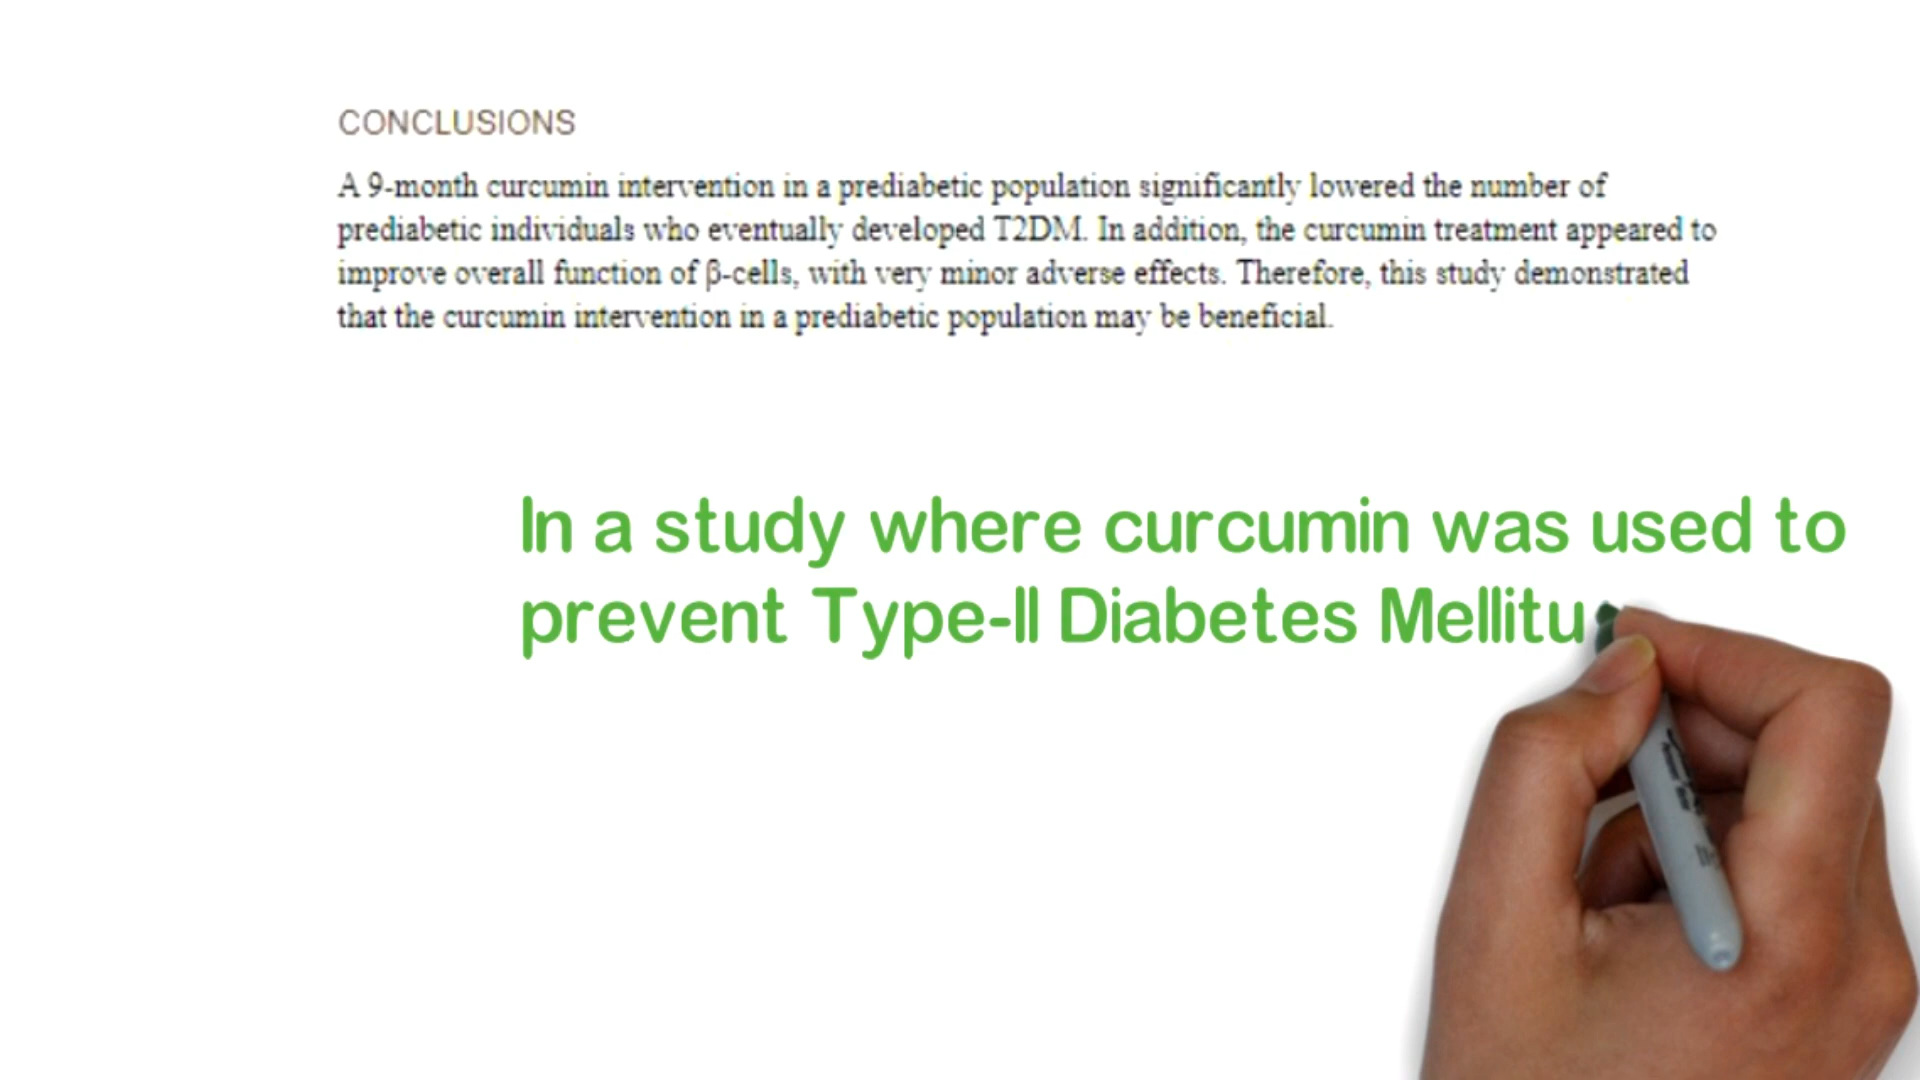 CONCLUSIONS
A 9-month curcumin intervention in a prediabetic population significantly lowered the number of
prediabetic individuals who eventually developed T2DM. In addition, the curcumin treatment appeared to
improve overall function of β-cells, with very minor adverse effects. Therefore, this study demonstrated
that the curcumin intervention in a prediabetic population may be beneficial.
In a study where curcumin was used to
prevent Type-II Diabetes Mellitu